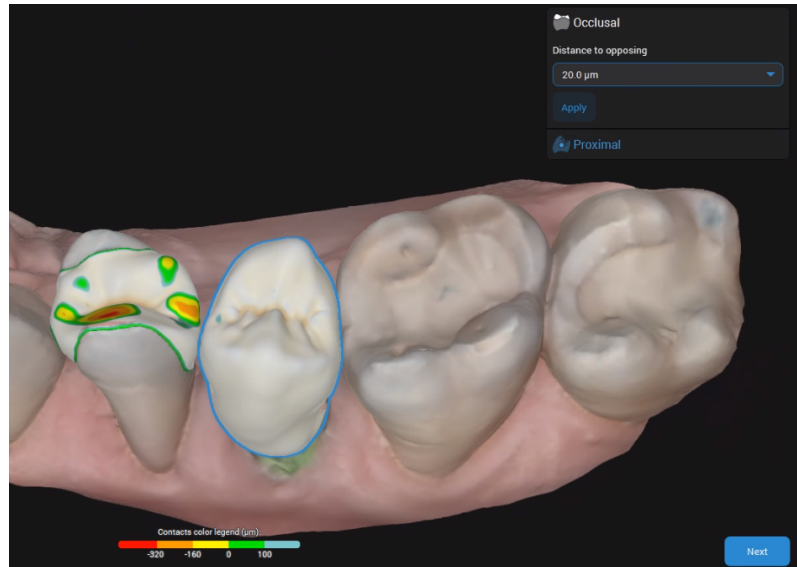 Occlusal
Distance to opposing
20.0 µm
Apply
Proximal
Contacts color legend (µm)
-320 -160 0 100
Next